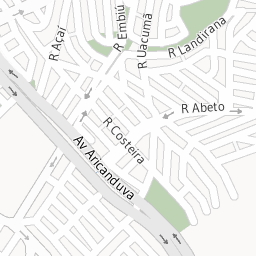 R Açaí
R Embiú
R Uacumã
R Landirana
R Abeto
R Costeira
Av Aricanduva